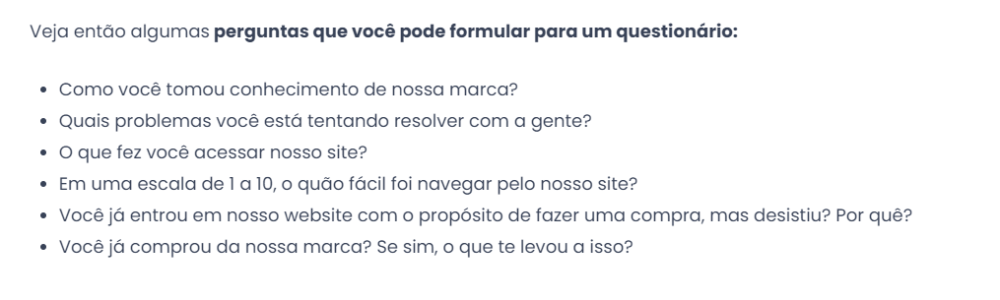 Veja então algumas perguntas que você pode formular para um questionário:
• Como você tomou conhecimento de nossa marca?
• Quais problemas você está tentando resolver com a gente?
• O que fez você acessar nosso site?
• Em uma escala de 1 a 10, o quão fácil foi navegar pelo nosso site?
• Você já entrou em nosso website com o propósito de fazer uma compra, mas desistiu? Por quê?
• Você já comprou da nossa marca? Se sim, o que te levou a isso?